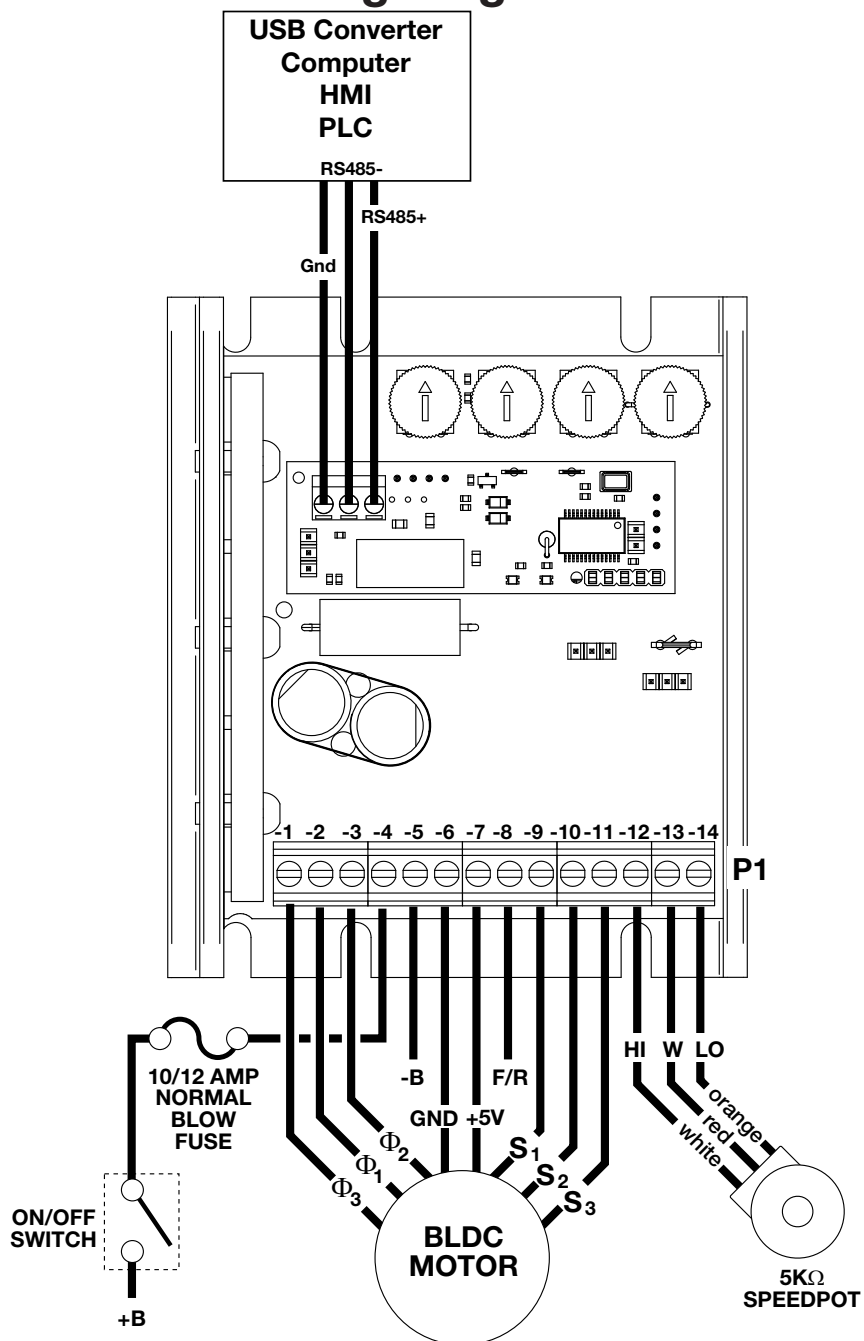 USB Converter
Computer
HMI
PLC
RS485-
RS485+
Gnd
-1 -2 -3 -4 -5 -6 -7 -8 -9 -10 -11 -12 -13 -14
P1
HI W LO
10/12 AMP
NORMAL
BLOW
FUSE
-B
F/R
GND +5V
orange
red
white
Φ2
Φ1
Φ3
S1
S2
S3
ON/OFF
SWITCH
BLDC
MOTOR
+B
5KΩ
SPEEDPOT